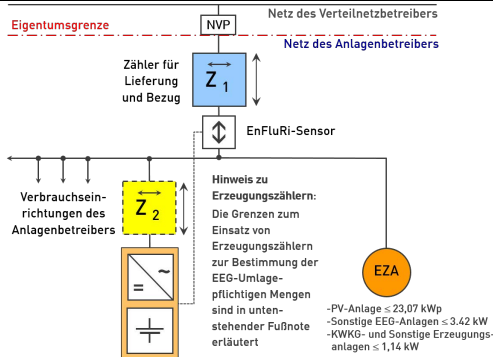 Netz des Verteilnetzbetreibers
Eigentumsgrenze
NVP
Netz des Anlagenbetreibers
Zähler für
Lieferung
und Bezug
Z 1
EnFluRi-Sensor
Verbrauchsein-
richtungen des
Anlagenbetreibers
Z 2
Hinweis zu
Erzeugungszählern:
Die Grenzen zum
Einsatz von
Erzeugungszählern
zur Bestimmung der
EEG-Umlage-
pflichtigen Mengen
sind in unten-
stehender Fußnote
erläutert
EZA
-PV-Anlage ≤ 23,07 kWp
-Sonstige EEG-Anlagen ≤ 3.42 kW
-KWKG- und Sonstige Erzeugungs-
anlagen ≤ 1,14 kW